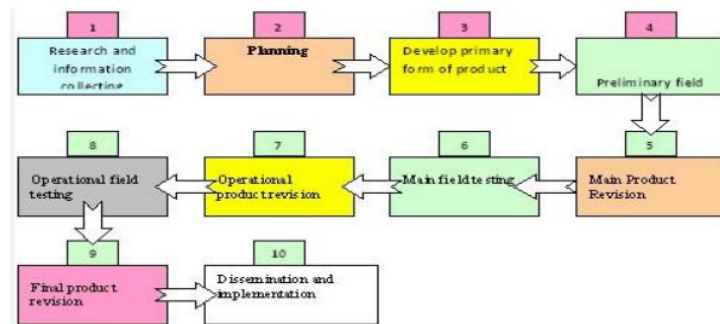 1
Research and
information
collecting
2
Planning
3
Develop primary
form of product
4
Preliminary field
5
Main Product
Revision
6
Main field testing
7
Operational
product revision
8
Operational field
testing
9
Final product
revision
10
Dissemination and
implementation